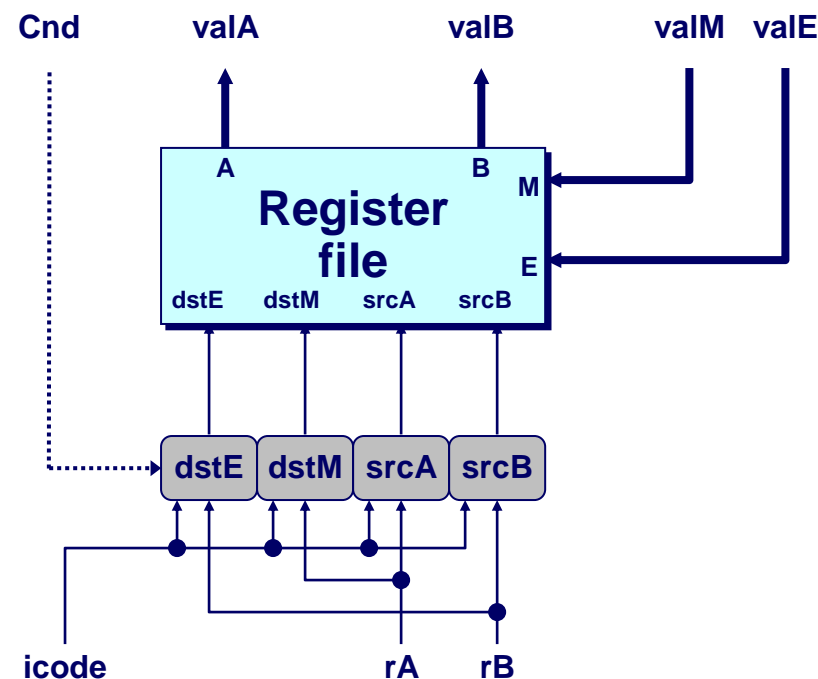 Cnd valA valB valM valE
A B
M
Register
file
E
dstE dstM srcA srcB
dstE dstM srcA srcB
icode rA rB